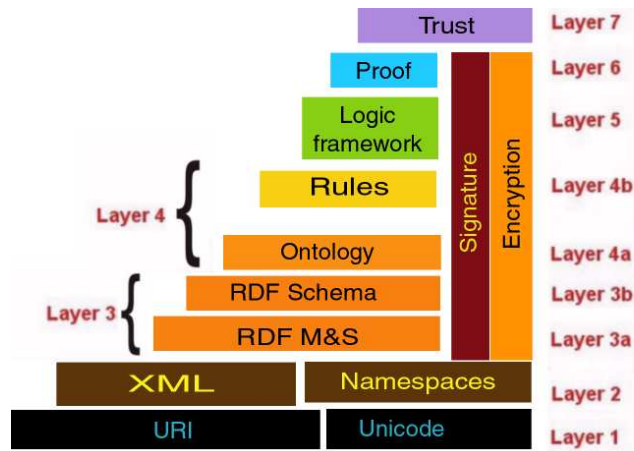 Trust
Layer 7
Proof
Layer 6
Logic
framework
Layer 5
Rules
Layer 4b
Layer 4
Signature
Encryption
Ontology
Layer 4a
RDF Schema
Layer 3b
Layer 3
RDF M&S
Layer 3a
XML
Namespaces
Layer 2
URI
Unicode
Layer 1